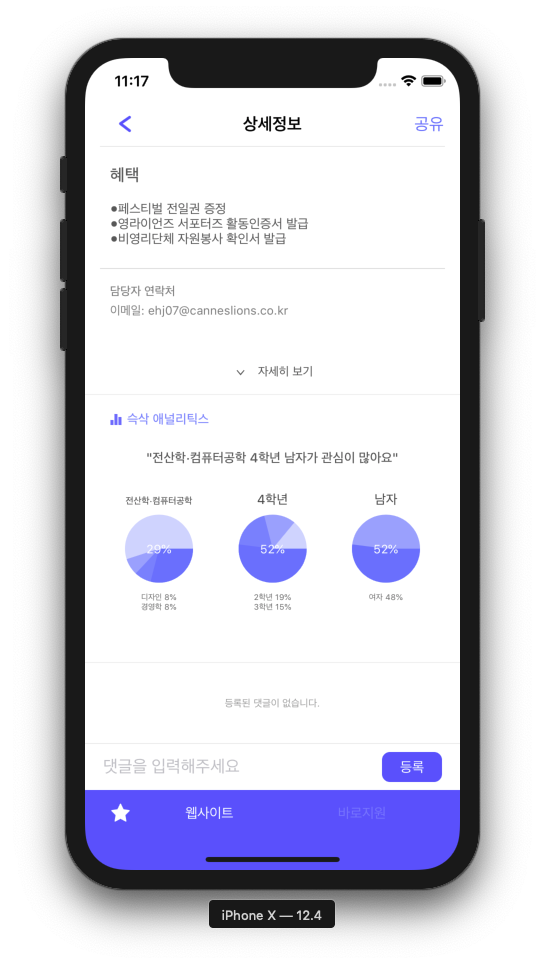 11:17
상세정보
공유
혜택
●페스티벌 전일권 증정
●영라이언즈 서포터즈 활동인증서 발급
●비영리단체 자원봉사 확인서 발급
담당자 연락처
이메일: ehj07@canneslions.co.kr
자세히 보기
슥삭 애널리틱스
"전산학·컴퓨터공학 4학년 남자가 관심이 많아요"
전산학·컴퓨터공학
4학년
남자
29%
52%
52%
디자인 8%
경영학 8%
2학년 19%
3학년 15%
여자 48%
등록된 댓글이 없습니다.
댓글을 입력해주세요
등록
웹사이트
바로지원
iPhone X — 12.4